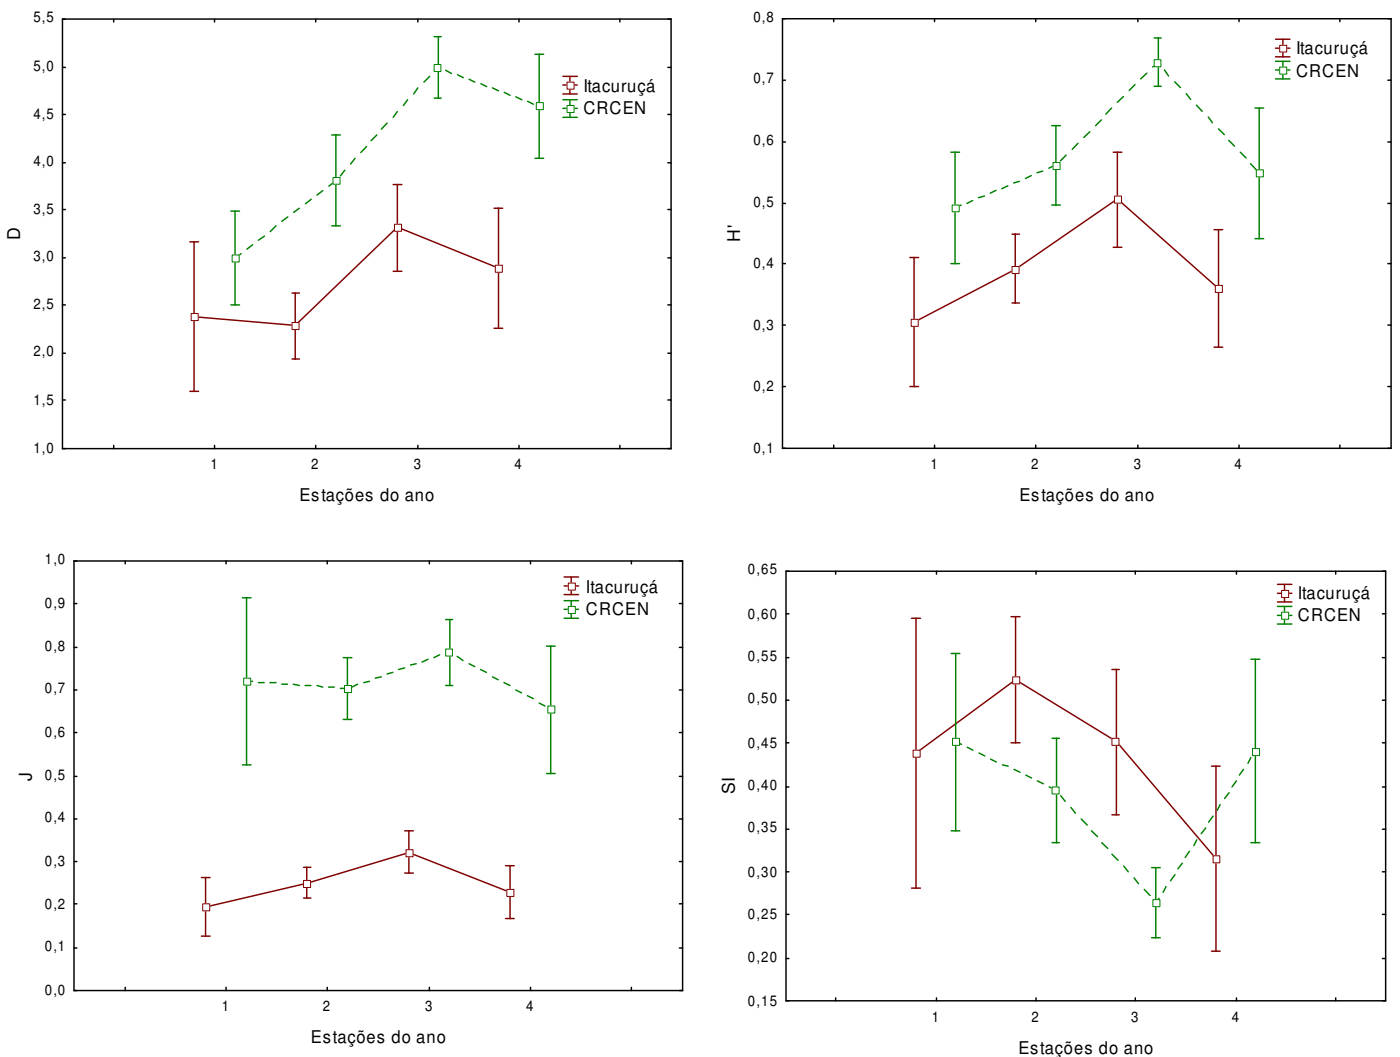 5,5
5,0
4,5
4,0
3,5
3,0
2,5
2,0
1,5
1,0
D
Itacuruçá
CRCEN
1 2 3 4
Estações do ano
0,8
0,7
0,6
0,5
0,4
0,3
0,2
0,1
H'
Itacuruçá
CRCEN
1 2 3 4
Estações do ano
1,0
0,9
0,8
0,7
0,6
0,5
0,4
0,3
0,2
0,1
0,0
J
Itacuruçá
CRCEN
1 2 3 4
Estações do ano
0,65
0,60
0,55
0,50
0,45
0,40
0,35
0,30
0,25
0,20
0,15
SI
Itacuruçá
CRCEN
1 2 3 4
Estações do ano